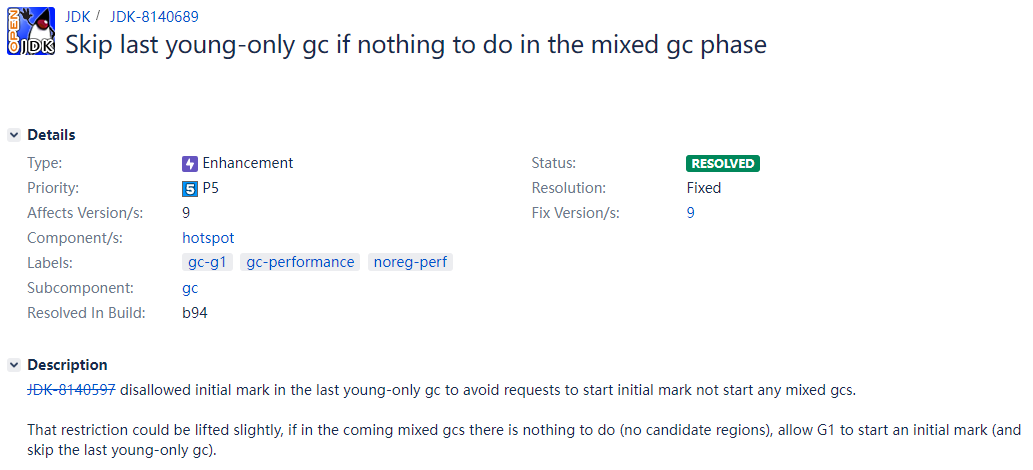 OPEN
JDK
JDK / JDK-8140689
Skip last young-only gc if nothing to do in the mixed gc phase
Details
Type: Enhancement Status: RESOLVED
Priority: 5 P5 Resolution: Fixed
Affects Version/s: 9 Fix Version/s: 9
Component/s: hotspot
Labels: gc-g1 gc-performance noreg-perf
Subcomponent: gc
Resolved In Build: b94
Description
JDK-8140597 disallowed initial mark in the last young-only gc to avoid requests to start initial mark not start any mixed gcs.
That restriction could be lifted slightly, if in the coming mixed gcs there is nothing to do (no candidate regions), allow G1 to start an initial mark (and
skip the last young-only gc).